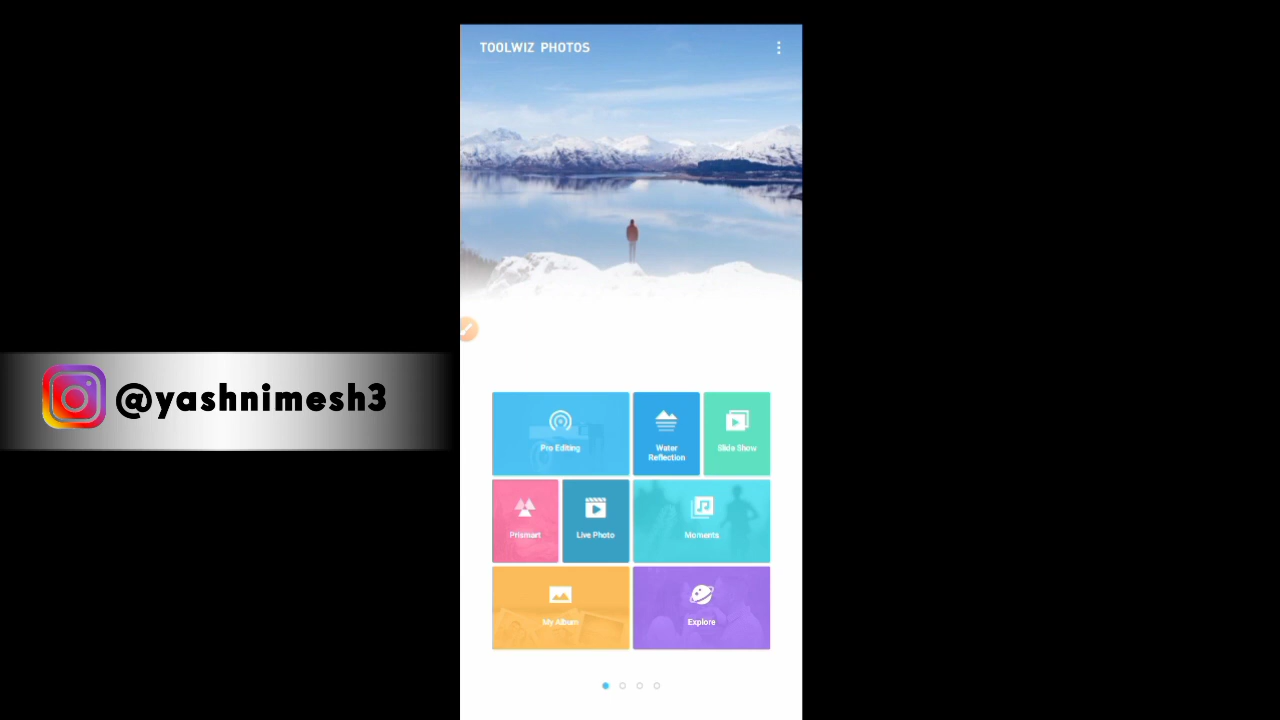 TOOLWIZ PHOTOS
@yashnimesh3
Pro Editing
Water
Reflection
Slide Show
Prismart
Live Photo
Moments
My Album
Explore